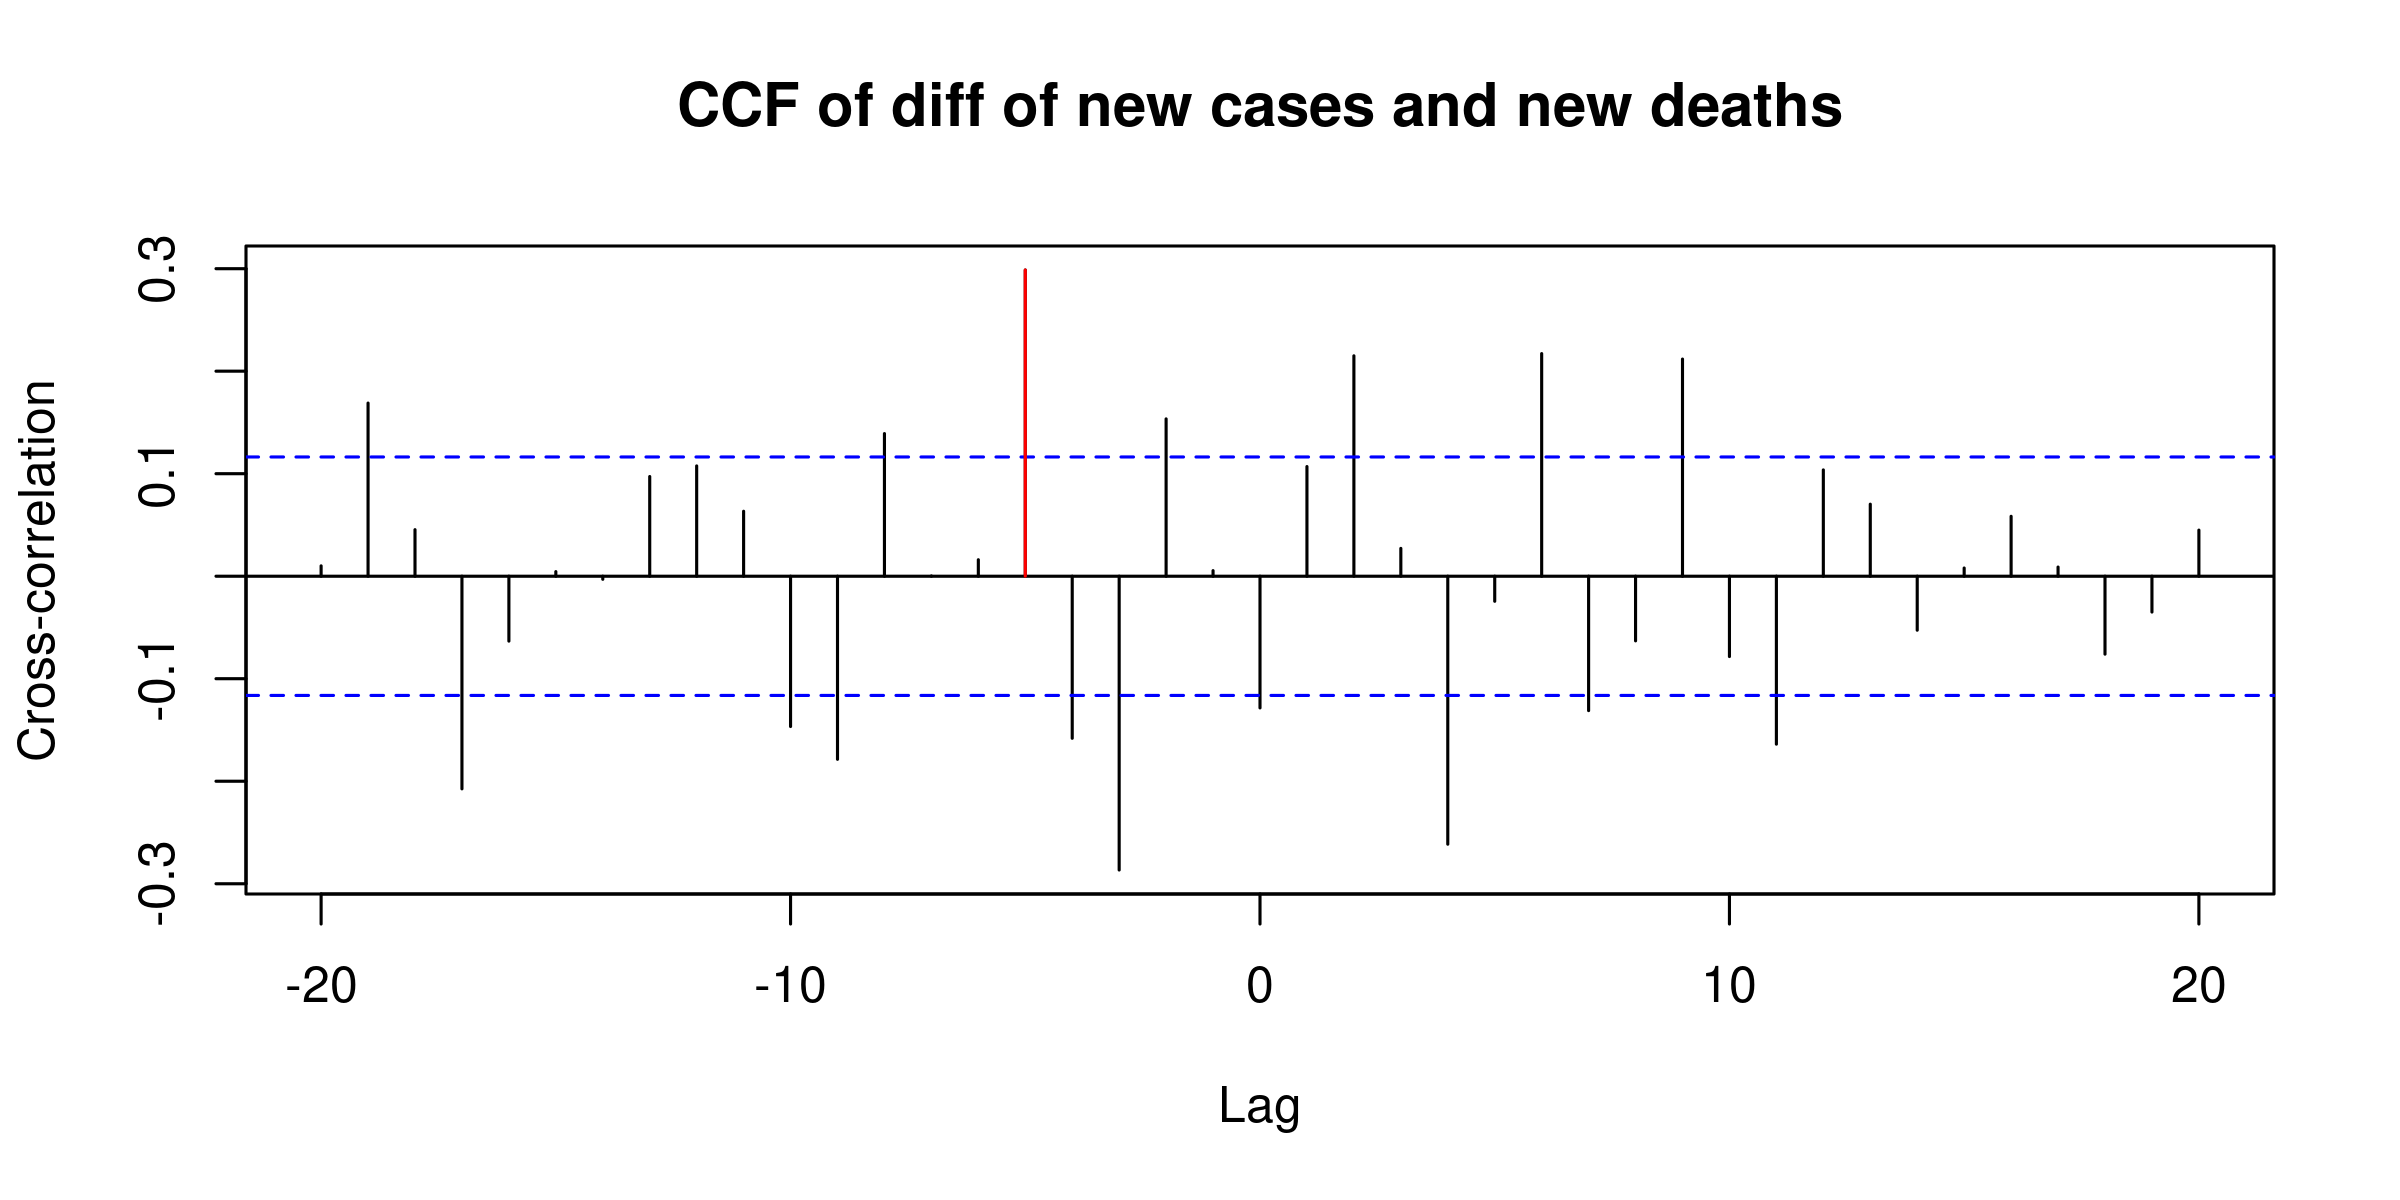 CCF of diff of new cases and new deaths
Cross-correlation
0.3
0.1
-0.1
-0.3
-20 -10 0 10 20
Lag